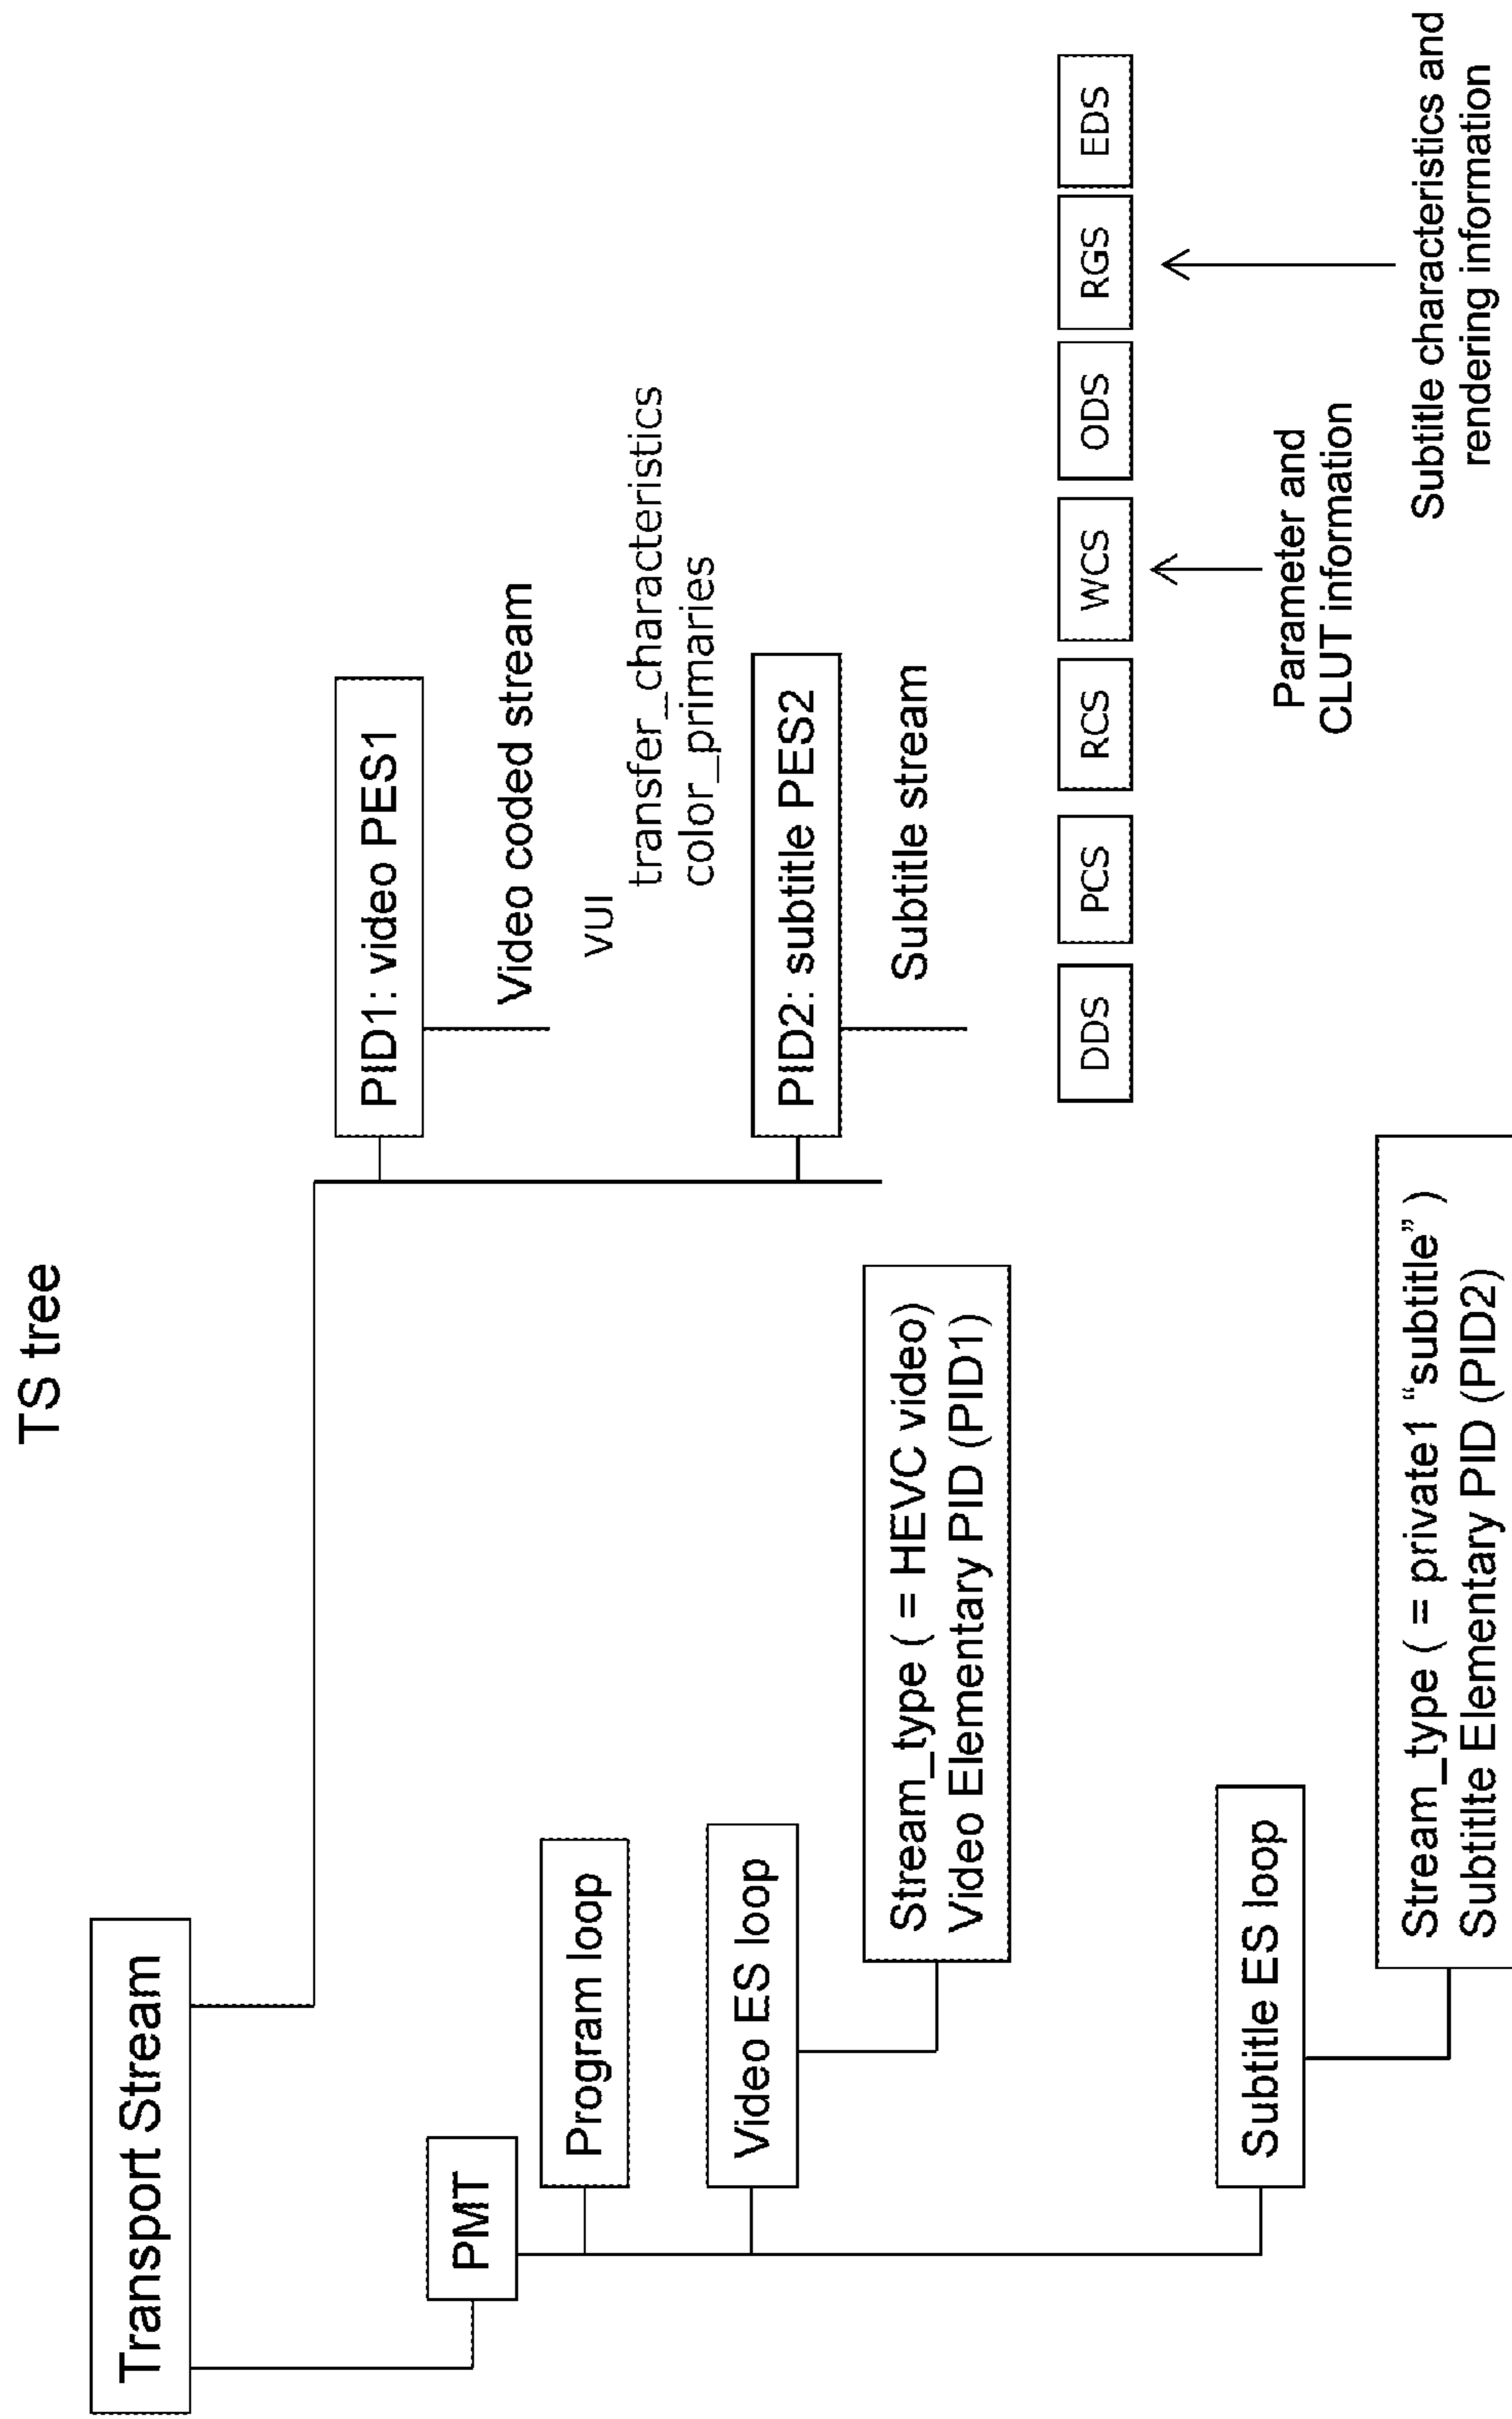 TS tree
Transport Stream
PID1: video PES1
PMT
Video coded stream
Program loop
VUI
transfer_characteristics
color_primaries
Video ES loop
PID2: subtitle PES2
Stream_type ( = HEVC video)
Video Elementary PID (PID1)
Subtitle stream
DDS
PCS
RCS
WCS
ODS
RGS
EDS
Subtitle ES loop
Parameter and
CLUT information
Stream_type ( = private1 “subtitle” )
Subtitlte Elementary PID (PID2)
Subtitle characteristics and
rendering information